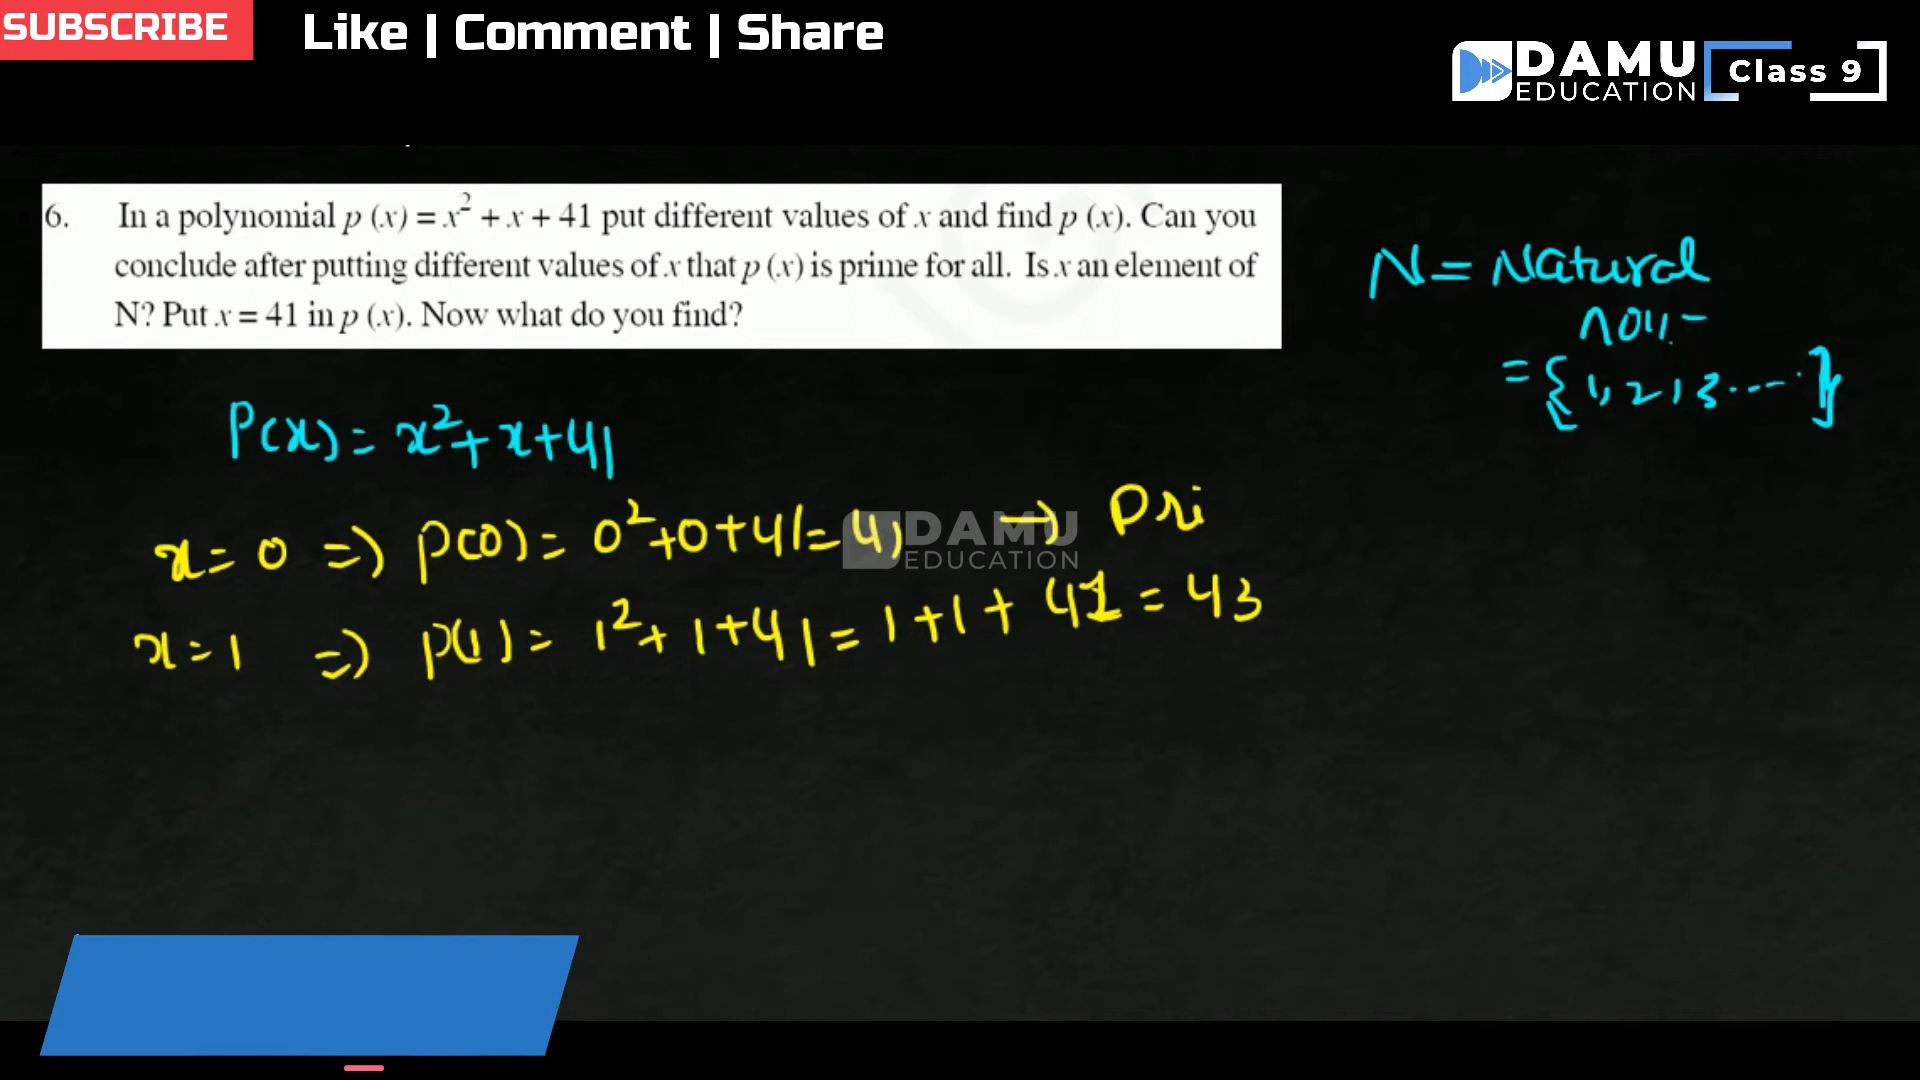 SUBSCRIBE
Like | Comment | Share
DAMU EDUCATION
Class 9
6. In a polynomial p (x) = x² + x + 41 put different values of x and find p (x). Can you
conclude after putting different values of x that p (x) is prime for all. Is x an element of
N? Put x = 41 in p (x). Now what do you find?
N = Natural
= {1, 2, 3 ....}
P(x) = x² + x + 41
x = 0 => P(0) = 0² + 0 + 41 = 41 → Pri
DAMU
EDUCATION
x = 1 => P(1) = 1² + 1 + 41 = 1 + 1 + 41 = 43